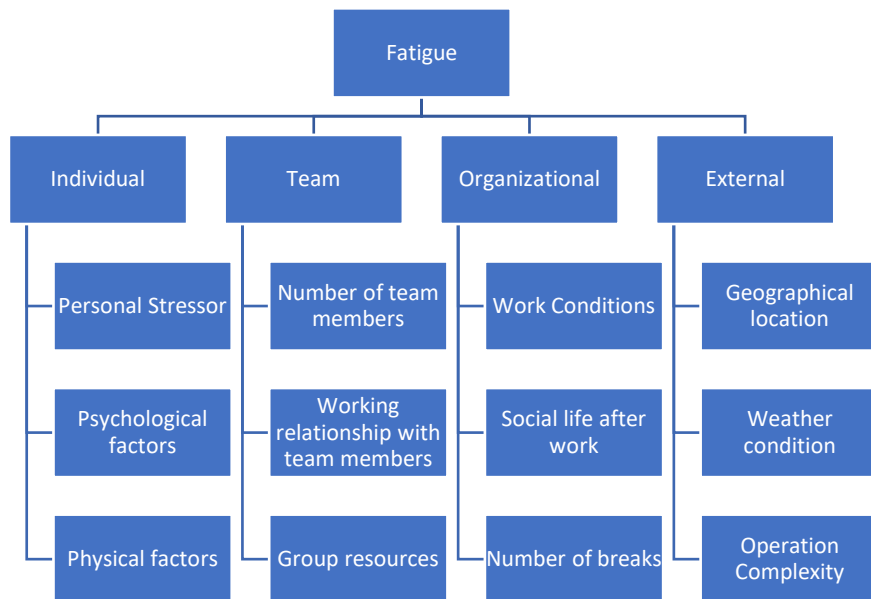 Fatigue
Individual
Team
Organizational
External
Personal Stressor
Number of team
members
Work Conditions
Geographical
location
Psychological
factors
Working
relationship with
team members
Social life after
work
Weather
condition
Physical factors
Group resources
Number of breaks
Operation
Complexity